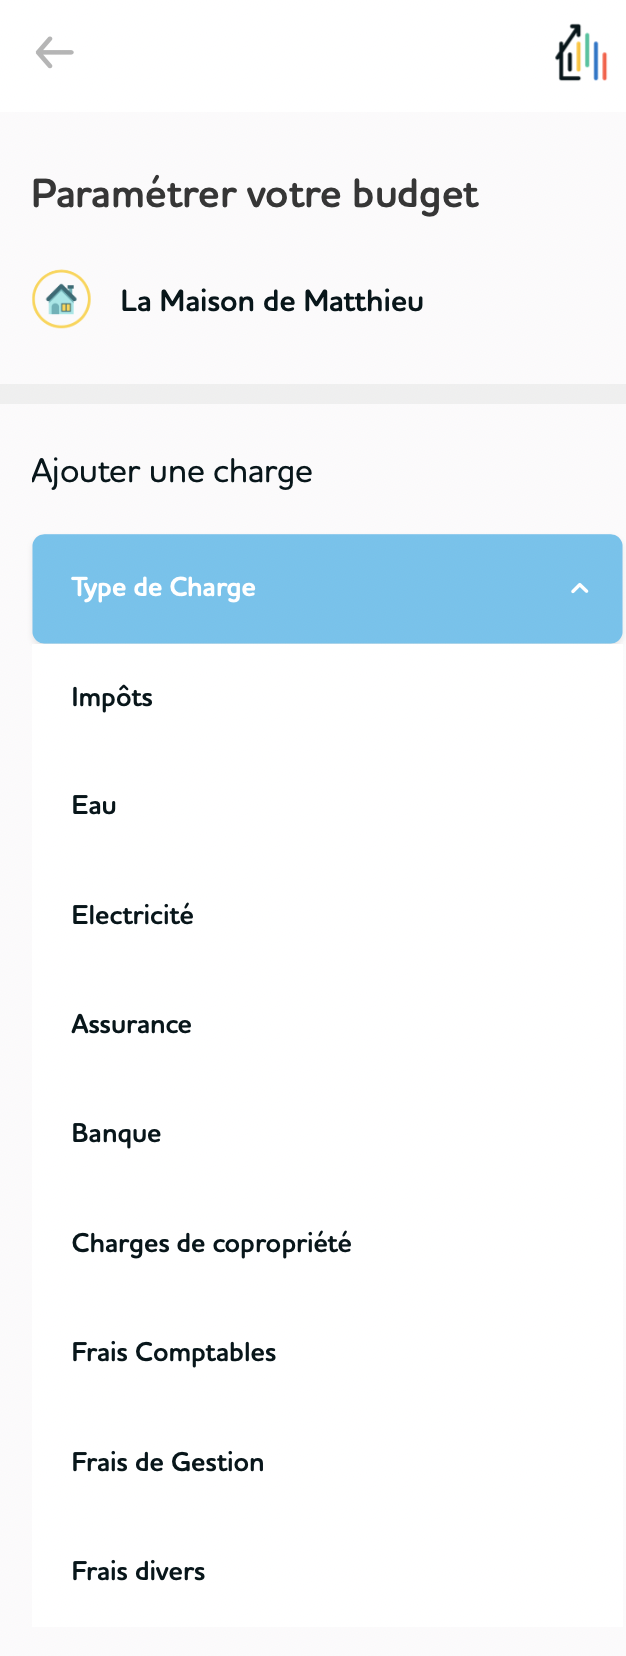 Paramétrer votre budget
La Maison de Matthieu
Ajouter une charge
Type de Charge
Impôts
Eau
Electricité
Assurance
Banque
Charges de copropriété
Frais Comptables
Frais de Gestion
Frais divers